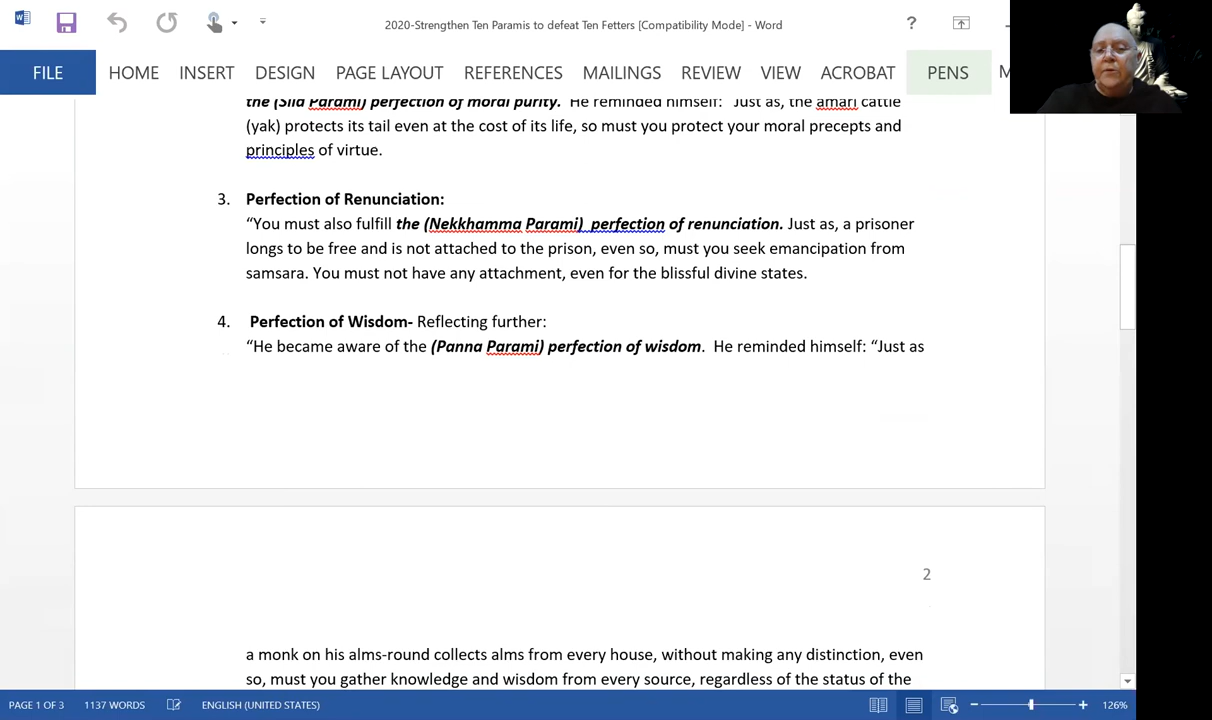 2020-Strengthen Ten Paramis to defeat Ten Fetters [Compatibility Mode] - Word
?
FILE HOME INSERT DESIGN PAGE LAYOUT REFERENCES MAILINGS REVIEW VIEW ACROBAT PENS M
the (Sila Parami) perfection of moral purity. He reminded himself: "Just as, the amari cattle
(yak) protects its tail even at the cost of its life, so must you protect your moral precepts and
principles of virtue.
3. Perfection of Renunciation:
“You must also fulfill the (Nekkhamma Parami) perfection of renunciation. Just as, a prisoner
longs to be free and is not attached to the prison, even so, must you seek emancipation from
samsara. You must not have any attachment, even for the blissful divine states.
4. Perfection of Wisdom- Reflecting further:
“He became aware of the (Panna Parami) perfection of wisdom. He reminded himself: “Just as
2
a monk on his alms-round collects alms from every house, without making any distinction, even
so, must you gather knowledge and wisdom from every source, regardless of the status of the
PAGE 1 OF 3 1137 WORDS ENGLISH (UNITED STATES) 126%